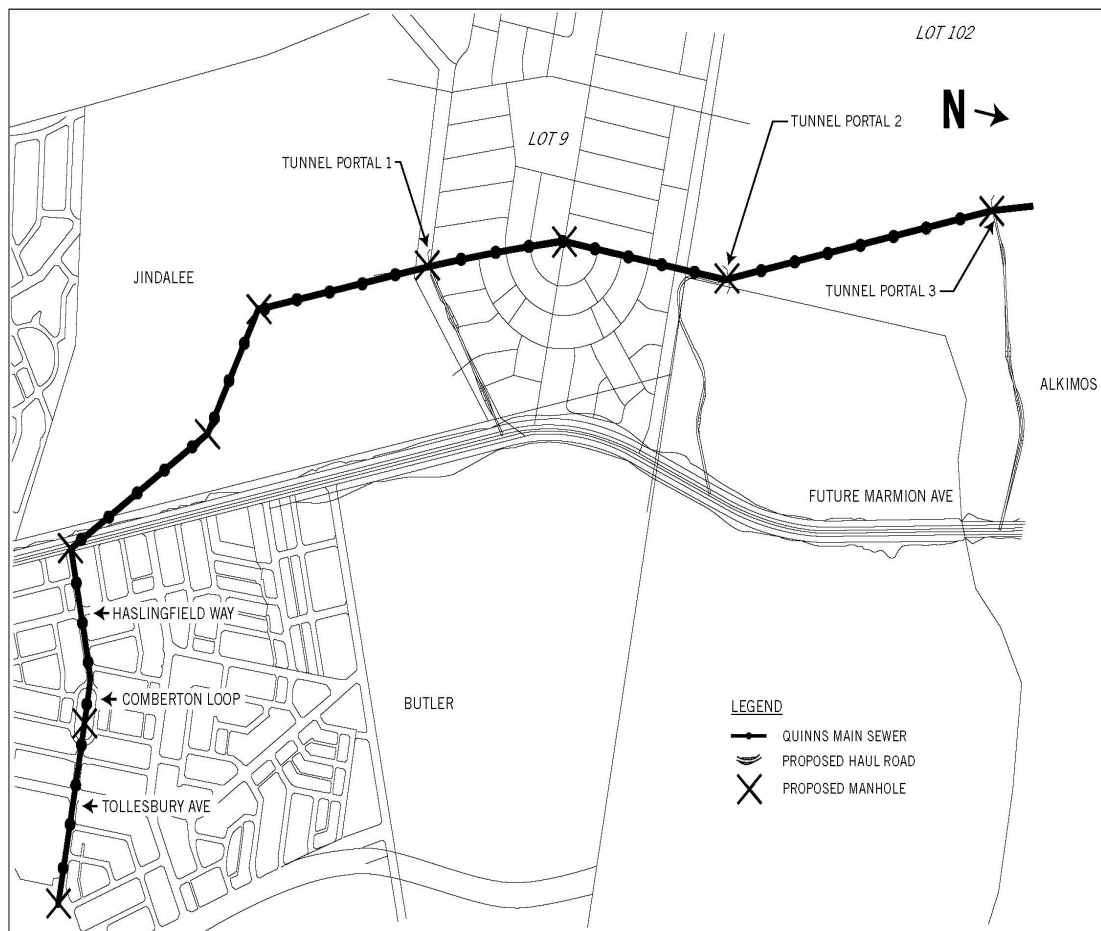 LOT 102
N
TUNNEL PORTAL 2
LOT 9
TUNNEL PORTAL 1
JINDALEE
TUNNEL PORTAL 3
ALKIMOS
FUTURE MARMION AVE
HASLINGFIELD WAY
COMBERTON LOOP
BUTLER
TOLLESBURY AVE
LEGEND
QUINNS MAIN SEWER
PROPOSED HAUL ROAD
PROPOSED MANHOLE